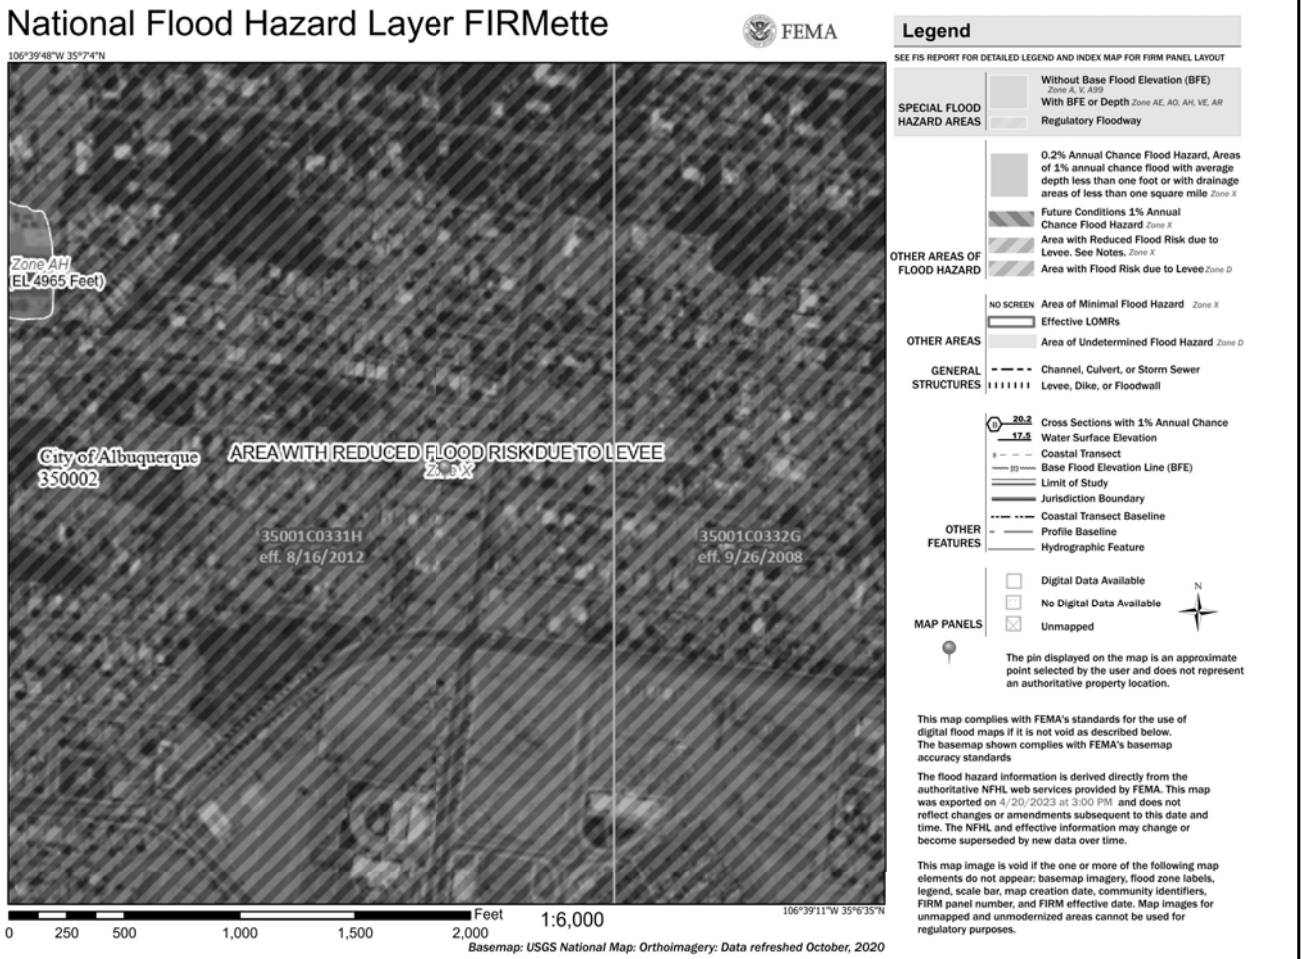 National Flood Hazard Layer FIRMette
FEMA
106°39'48"W 35°7'4"N
Zone AH
(EL 4965 Feet)
City of Albuquerque
350002
AREA WITH REDUCED FLOOD RISK DUE TO LEVEE
Zone X
35001C0331H
eff. 8/16/2012
35001C0332G
eff. 9/26/2008
106°39'11"W 35°6'35"N
Feet
1:6,000
0 250 500 1,000 1,500 2,000
Basemap: USGS National Map: Orthoimagery: Data refreshed October, 2020
Legend
SEE FIS REPORT FOR DETAILED LEGEND AND INDEX MAP FOR FIRM PANEL LAYOUT
SPECIAL FLOOD
HAZARD AREAS
Without Base Flood Elevation (BFE)
Zone A, V, A99
With BFE or Depth Zone AE, AO, AH, VE, AR
Regulatory Floodway
OTHER AREAS OF
FLOOD HAZARD
0.2% Annual Chance Flood Hazard, Areas
of 1% annual chance flood with average
depth less than one foot or with drainage
areas of less than one square mile Zone X
Future Conditions 1% Annual
Chance Flood Hazard Zone X
Area with Reduced Flood Risk due to
Levee. See Notes. Zone X
Area with Flood Risk due to Levee Zone D
OTHER AREAS
NO SCREEN Area of Minimal Flood Hazard Zone X
Effective LOMRs
Area of Undetermined Flood Hazard Zone D
GENERAL
STRUCTURES
Channel, Culvert, or Storm Sewer
Levee, Dike, or Floodwall
OTHER
FEATURES
B 20.2 Cross Sections with 1% Annual Chance
17.5 Water Surface Elevation
8 Coastal Transect
513 Base Flood Elevation Line (BFE)
Limit of Study
Jurisdiction Boundary
Coastal Transect Baseline
Profile Baseline
Hydrographic Feature
MAP PANELS
Digital Data Available
No Digital Data Available
Unmapped
N
The pin displayed on the map is an approximate
point selected by the user and does not represent
an authoritative property location.
This map complies with FEMA's standards for the use of
digital flood maps if it is not void as described below.
The basemap shown complies with FEMA's basemap
accuracy standards
The flood hazard information is derived directly from the
authoritative NFHL web services provided by FEMA. This map
was exported on 4/20/2023 at 3:00 PM and does not
reflect changes or amendments subsequent to this date and
time. The NFHL and effective information may change or
become superseded by new data over time.
This map image is void if the one or more of the following map
elements do not appear: basemap imagery, flood zone labels,
legend, scale bar, map creation date, community identifiers,
FIRM panel number, and FIRM effective date. Map images for
unmapped and unmodernized areas cannot be used for
regulatory purposes.